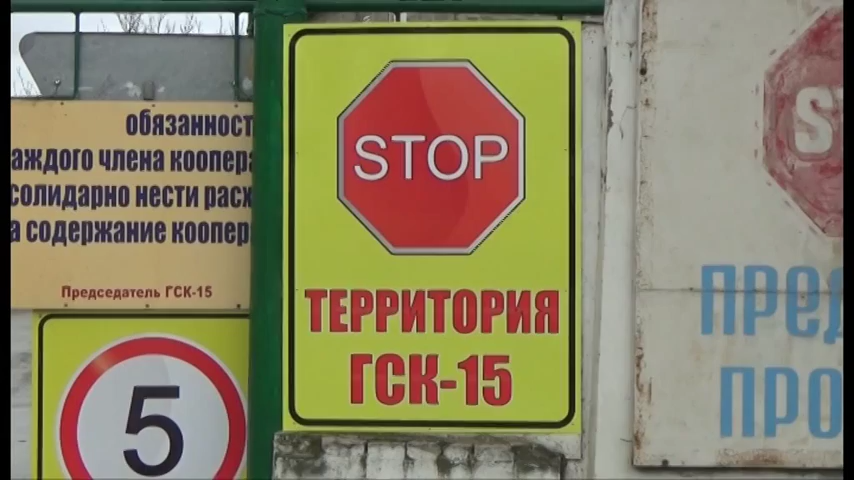 обязанност
аждого члена коопера
солидарно нести расх
а содержание коопер
Председатель ГСК-15
5
STOP
ТЕРРИТОРИЯ
ГСК-15
S
Пред
про